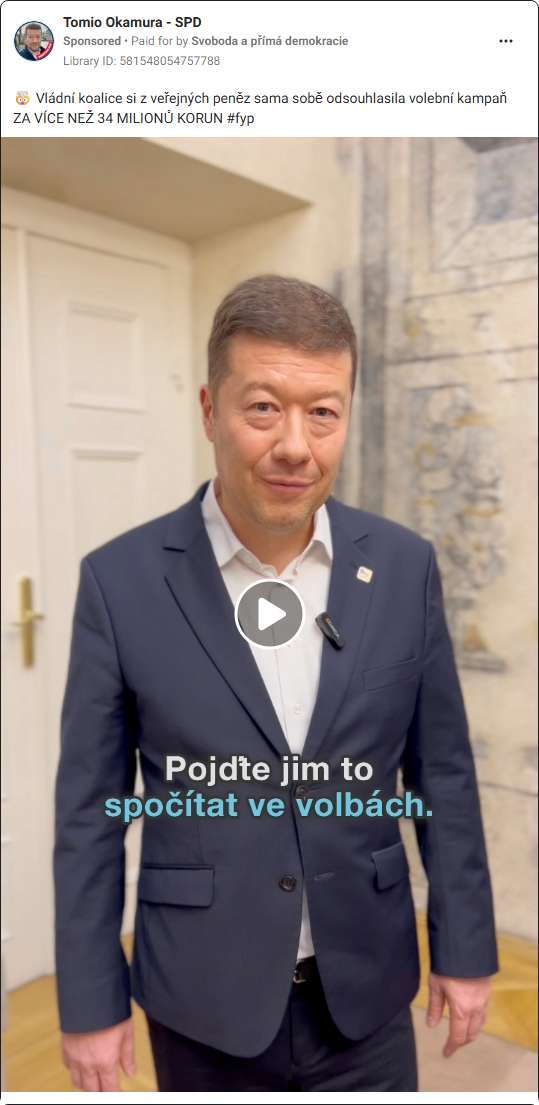 Tomio Okamura - SPD
Sponsored • Paid for by Svoboda a přímá demokracie
Library ID: 581548054757788
🤯 Vládní koalice si z veřejných peněz sama sobě odsouhlasila volební kampaň
ZA VÍCE NEŽ 34 MILIONŮ KORUN #fyp
Pojďte jim to
spočítat ve volbách.